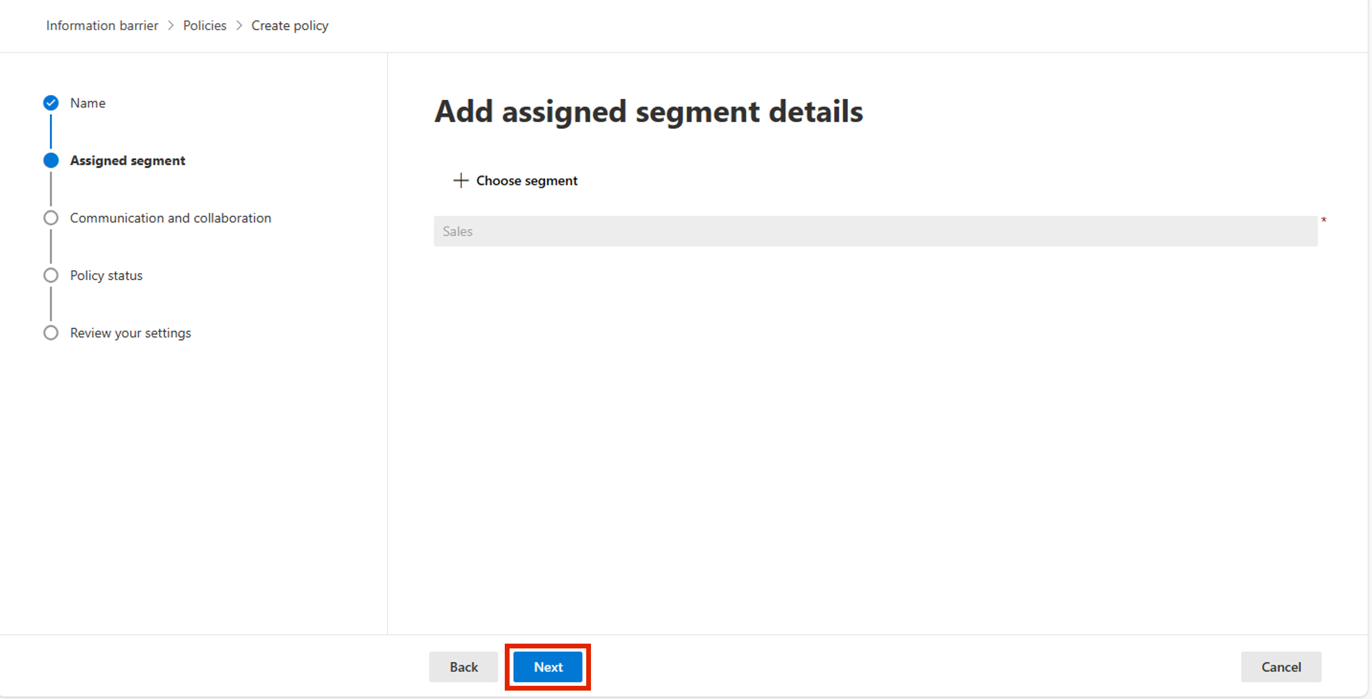 Information barrier > Policies > Create policy
Name
Assigned segment
Communication and collaboration
Policy status
Review your settings
Add assigned segment details
+ Choose segment
Sales *
Back
Next
Cancel